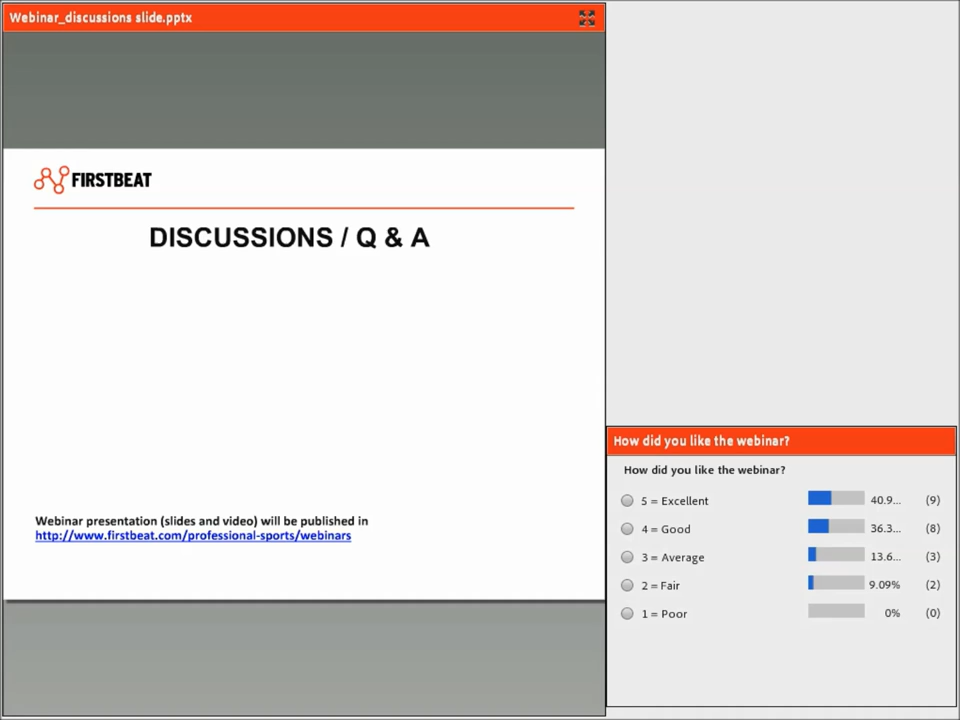 Webinar_discussions slide.pptx
FIRSTBEAT
DISCUSSIONS / Q & A
Webinar presentation (slides and video) will be published in
http://www.firstbeat.com/professional-sports/webinars
How did you like the webinar?
How did you like the webinar?
5 = Excellent 40.9... (9)
4 = Good 36.3... (8)
3 = Average 13.6... (3)
2 = Fair 9.09% (2)
1 = Poor 0% (0)